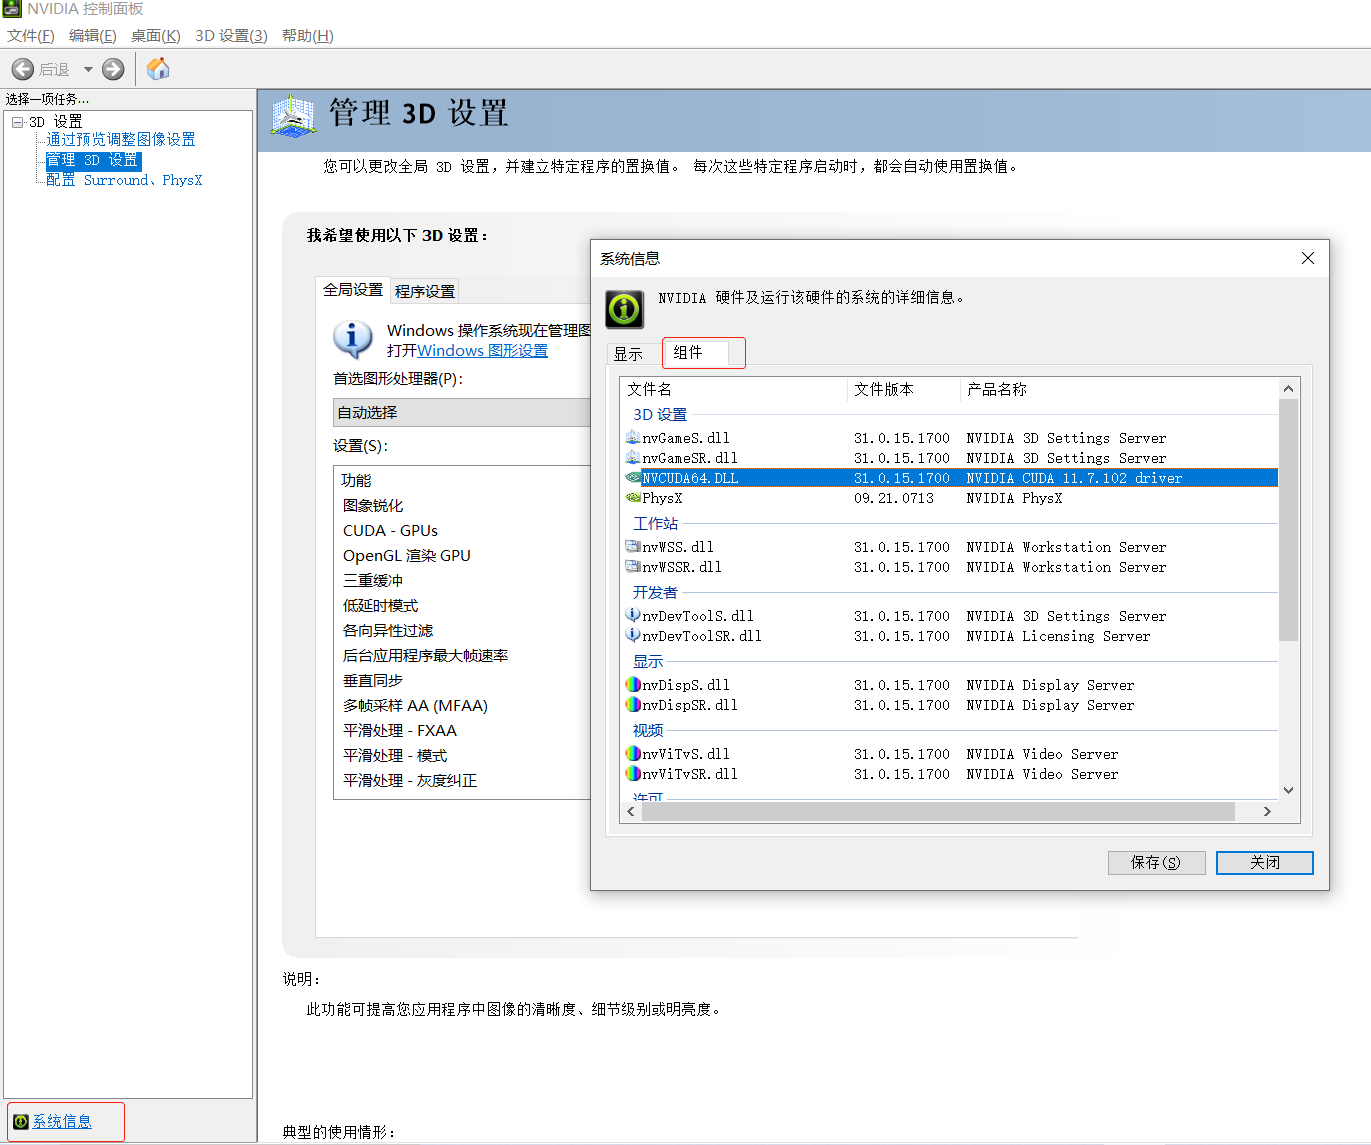 NVIDIA 控制面板
文件(F) 编辑(E) 桌面(K) 3D 设置(3) 帮助(H)
后退
选择一项任务...
3D 设置
通过预览调整图像设置
管理 3D 设置
配置 Surround、PhysX
系统信息
管理 3D 设置
您可以更改全局 3D 设置，并建立特定程序的置换值。 每次这些特定程序启动时，都会自动使用置换值。
我希望使用以下 3D 设置：
全局设置 程序设置
Windows 操作系统现在管理图
打开Windows 图形设置
首选图形处理器(P)：
自动选择
设置(S)：
功能
图象锐化
CUDA - GPUs
OpenGL 渲染 GPU
三重缓冲
低延时模式
各向异性过滤
后台应用程序最大帧速率
垂直同步
多帧采样 AA (MFAA)
平滑处理 - FXAA
平滑处理 - 模式
平滑处理 - 灰度纠正
说明：
此功能可提高您应用程序中图像的清晰度、细节级别或明亮度。
典型的使用情形：
系统信息
NVIDIA 硬件及运行该硬件的系统的详细信息。
显示 组件
文件名 文件版本 产品名称
3D 设置
nvGameS.dll 31.0.15.1700 NVIDIA 3D Settings Server
nvGameSR.dll 31.0.15.1700 NVIDIA 3D Settings Server
NVCUDA64.DLL 31.0.15.1700 NVIDIA CUDA 11.7.102 driver
PhysX 09.21.0713 NVIDIA PhysX
工作站
nvWSS.dll 31.0.15.1700 NVIDIA Workstation Server
nvWSSR.dll 31.0.15.1700 NVIDIA Workstation Server
开发者
nvDevToolS.dll 31.0.15.1700 NVIDIA 3D Settings Server
nvDevToolSR.dll 31.0.15.1700 NVIDIA Licensing Server
显示
nvDispS.dll 31.0.15.1700 NVIDIA Display Server
nvDispSR.dll 31.0.15.1700 NVIDIA Display Server
视频
nvViTvS.dll 31.0.15.1700 NVIDIA Video Server
nvViTvSR.dll 31.0.15.1700 NVIDIA Video Server
许可
保存(S) 关闭